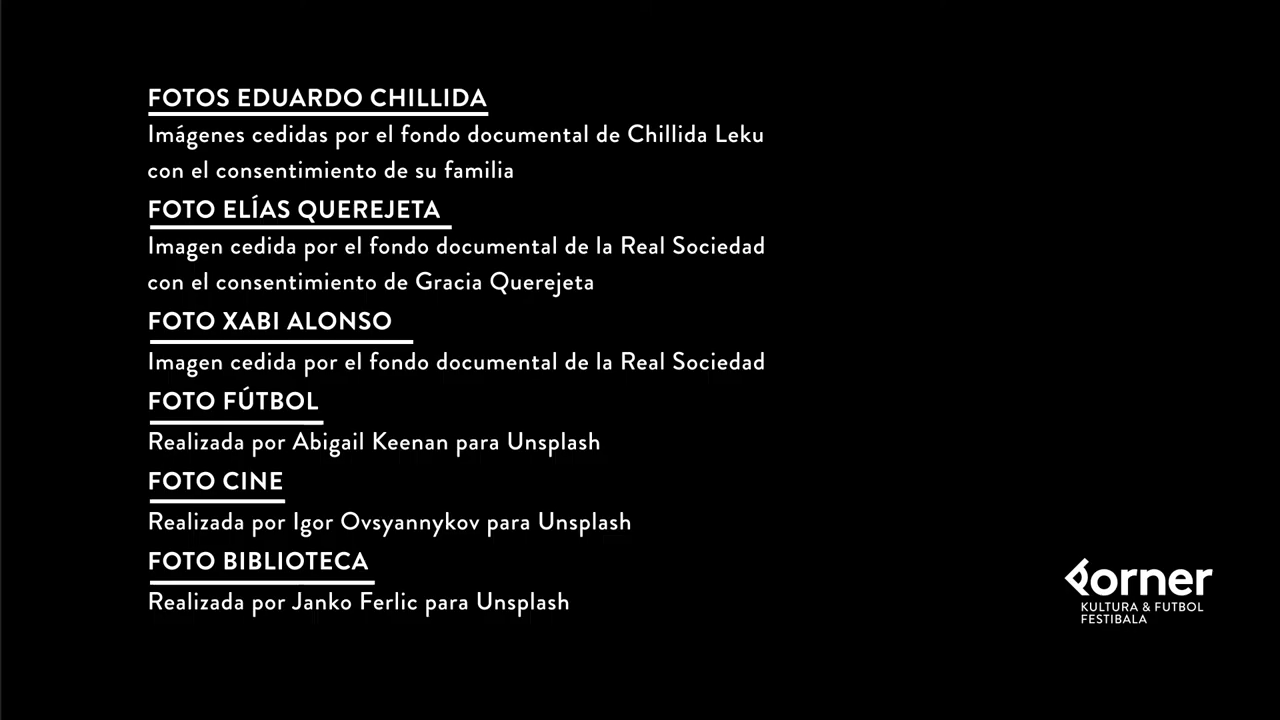 FOTOS EDUARDO CHILLIDA
Imágenes cedidas por el fondo documental de Chillida Leku
con el consentimiento de su familia
FOTO ELÍAS QUEREJETA
Imagen cedida por el fondo documental de la Real Sociedad
con el consentimiento de Gracia Querejeta
FOTO XABI ALONSO
Imagen cedida por el fondo documental de la Real Sociedad
FOTO FÚTBOL
Realizada por Abigail Keenan para Unsplash
FOTO CINE
Realizada por Igor Ovsyannykov para Unsplash
FOTO BIBLIOTECA
Realizada por Janko Ferlic para Unsplash
Korner
KULTURA & FUTBOL
FESTIBALA